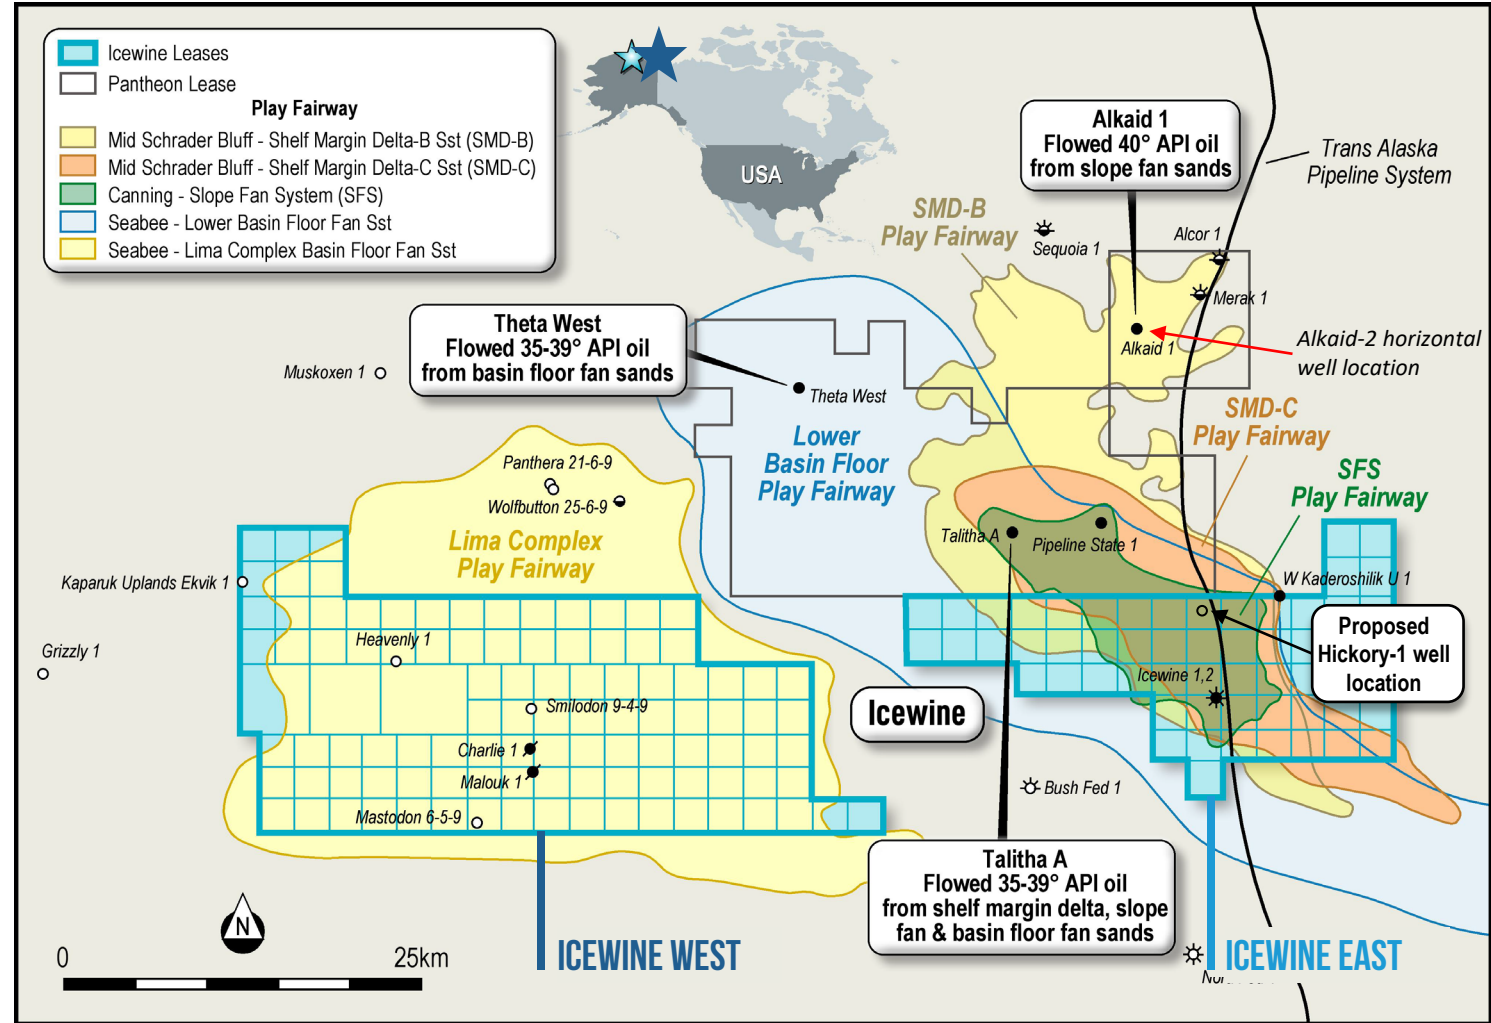 Icewine Leases
Pantheon Lease
Play Fairway
Mid Schrader Bluff - Shelf Margin Delta-B Sst (SMD-B)
Mid Schrader Bluff - Shelf Margin Delta-C Sst (SMD-C)
Canning - Slope Fan System (SFS)
Seabee - Lower Basin Floor Fan Sst
Seabee - Lima Complex Basin Floor Fan Sst
USA
Alkaid 1
Flowed 40° API oil
from slope fan sands
Trans Alaska
Pipeline System
SMD-B
Play Fairway
Sequoia 1
Alcor 1
Merak 1
Alkaid 1
Alkaid-2 horizontal
well location
Theta West
Flowed 35-39° API oil
from basin floor fan sands
Muskoxen 1
Theta West
Lower
Basin Floor
Play Fairway
SMD-C
Play Fairway
SFS
Play Fairway
Panthera 21-6-9
Wolfbutton 25-6-9
Lima Complex
Play Fairway
Talitha A
Pipeline State 1
W Kaderoshilik U 1
Kaparuk Uplands Ekvik 1
Grizzly 1
Heavenly 1
Proposed
Hickory-1 well
location
Icewine 1,2
Icewine
Smilodon 9-4-9
Charlie 1
Malouk 1
Mastodon 6-5-9
Bush Fed 1
Talitha A
Flowed 35-39° API oil
from shelf margin delta, slope
fan & basin floor fan sands
N
0
25km
ICEWINE WEST
ICEWINE EAST